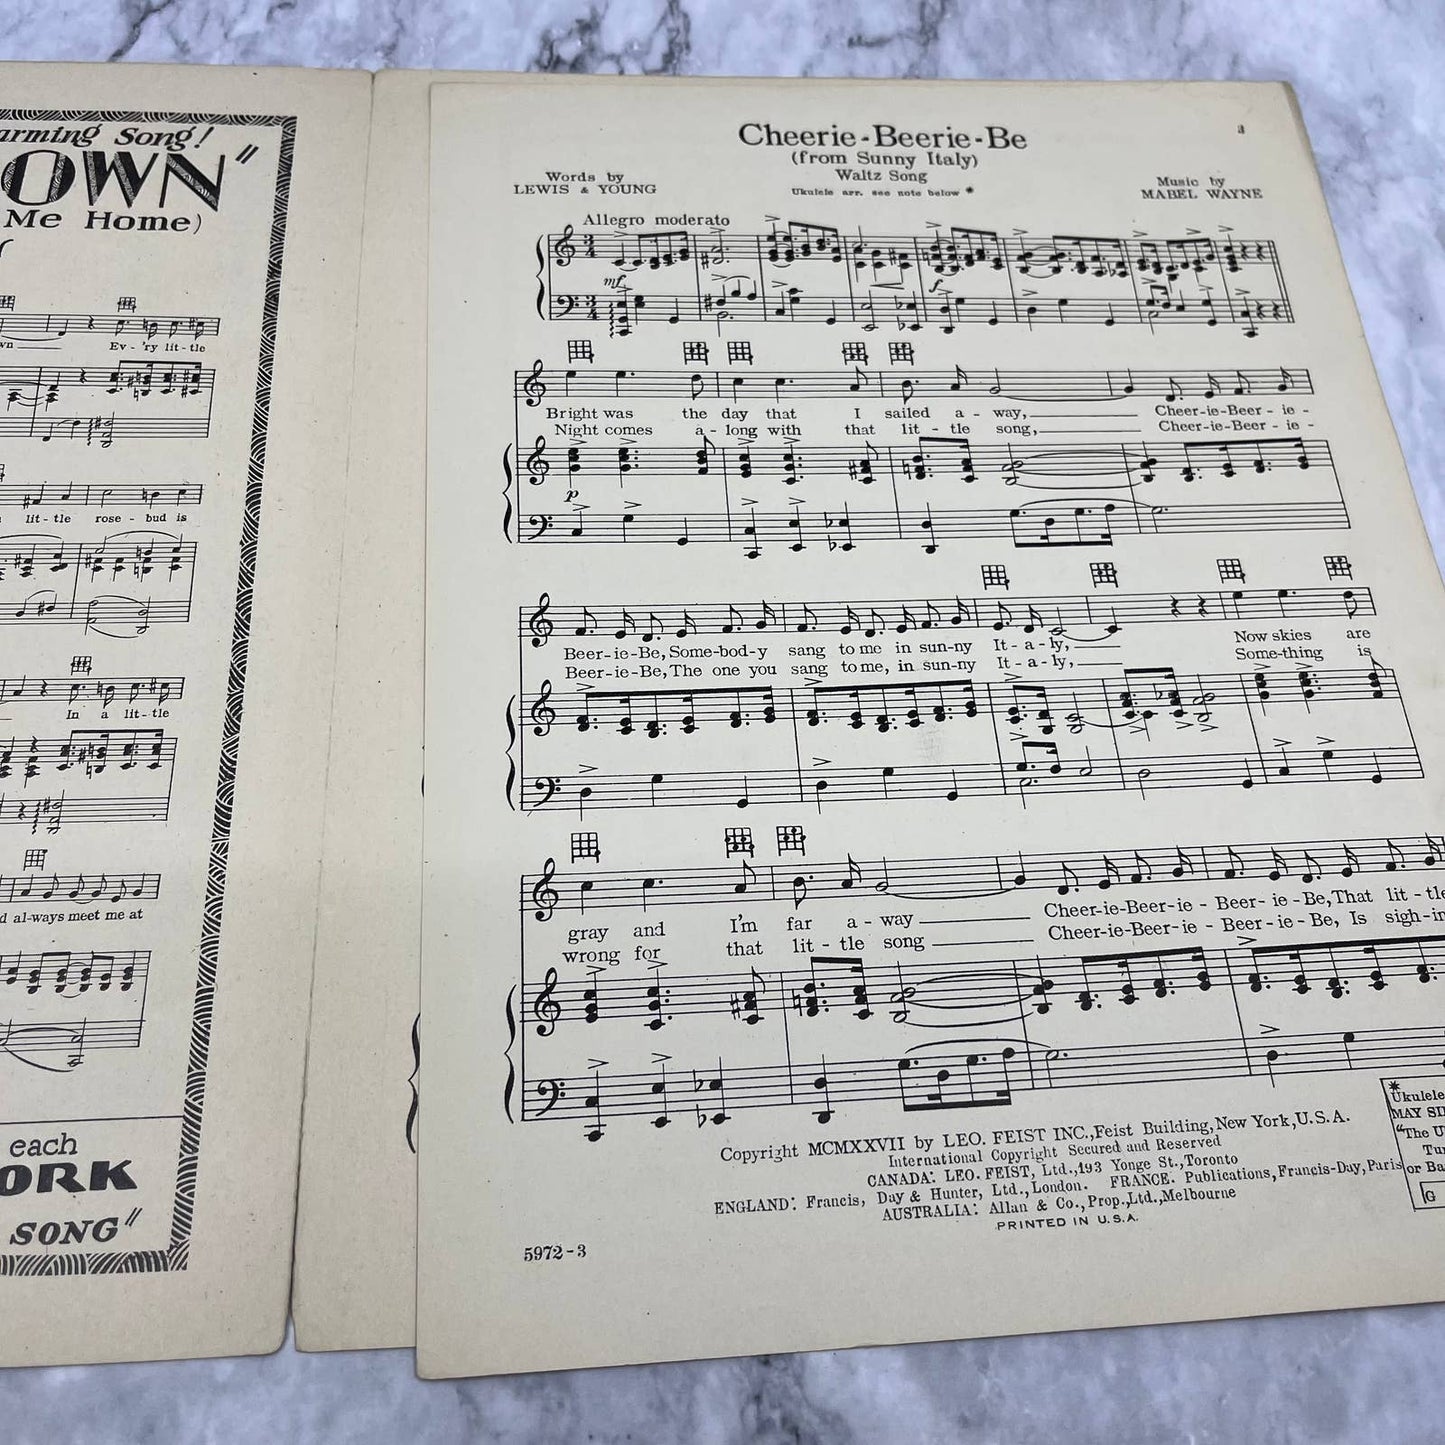 arming Song!
OWN"
Me Home)
Ev-'ry lit-tle
lit-tle rose-bud is
In a lit-tle
al-ways meet me at
each
ORK
SONG"
3
Cheerie-Beerie-Be
(from Sunny Italy)
Waltz Song
Words by
LEWIS & YOUNG
Ukulele arr. see note below *
Music by
MABEL WAYNE
Allegro moderato
mf
f
Bright was the day that I sailed a-way, Cheer-ie-Beer-ie-
Night comes a-long with that lit-tle song, Cheer-ie-Beer-ie-
p
Beer-ie-Be, Some-bod-y sang to me in sun-ny It-a-ly, Now skies are
Beer-ie-Be, The one you sang to me, in sun-ny It-a-ly, Some-thing is
gray and I'm far a-way Cheer-ie-Beer-ie-Beer-ie-Be, That lit-tle
wrong for that lit-tle song Cheer-ie-Beer-ie-Beer-ie-Be, Is sigh-in
Copyright MCMXXVII by LEO. FEIST INC., Feist Building, New York, U.S.A.
International Copyright Secured and Reserved
CANADA: LEO. FEIST, Ltd., 193 Yonge St., Toronto
ENGLAND: Francis, Day & Hunter, Ltd., London. FRANCE: Publications, Francis-Day, Paris
AUSTRALIA: Allan & Co., Prop., Ltd., Melbourne
PRINTED IN U.S.A.
5972-3
*
Ukulele
MAY SI
"The U
Tu
or Ba
G